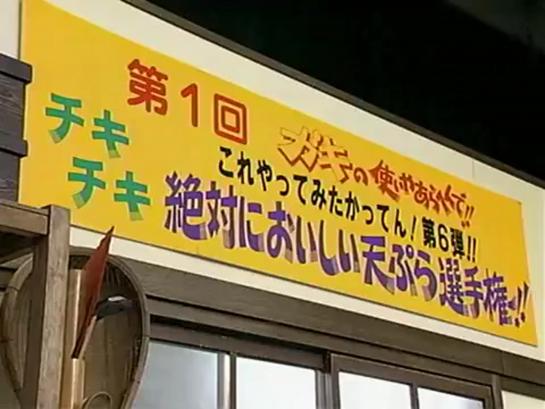 第1回
ガキの使いやあらへんで!!
チキ
チキ
これやってみたかってん!第6弾!!
絶対においしい天ぷら選手権ー!!